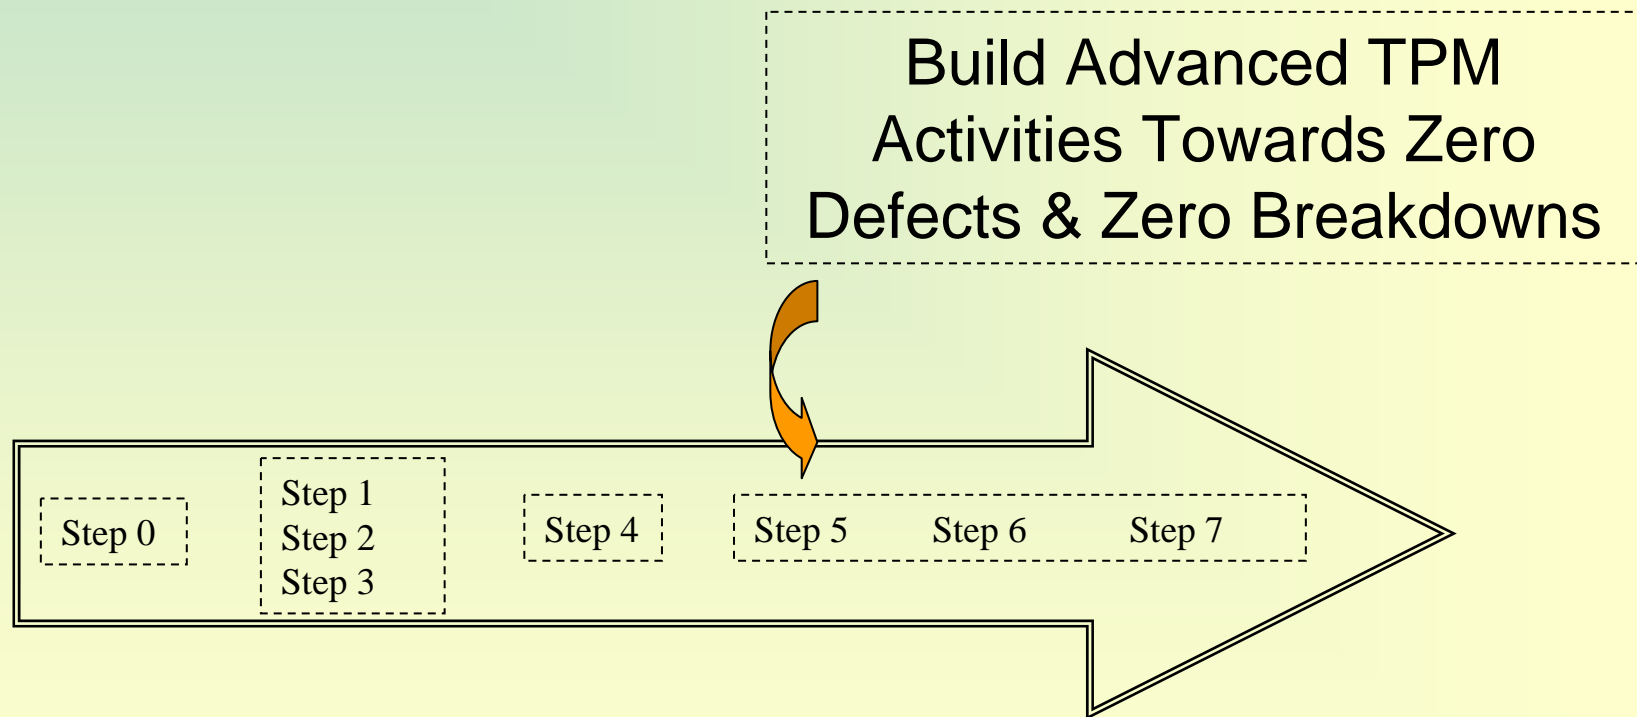 Build Advanced TPM
Activities Towards Zero
Defects & Zero Breakdowns
Step 0
Step 1
Step 2
Step 3
Step 4
Step 5 Step 6 Step 7